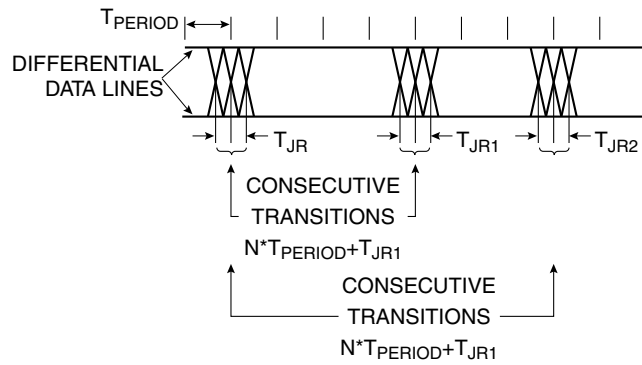 TPERIOD
DIFFERENTIAL
DATA LINES
TJR
TJR1
TJR2
CONSECUTIVE
TRANSITIONS
N*TPERIOD+TJR1
CONSECUTIVE
TRANSITIONS
N*TPERIOD+TJR1